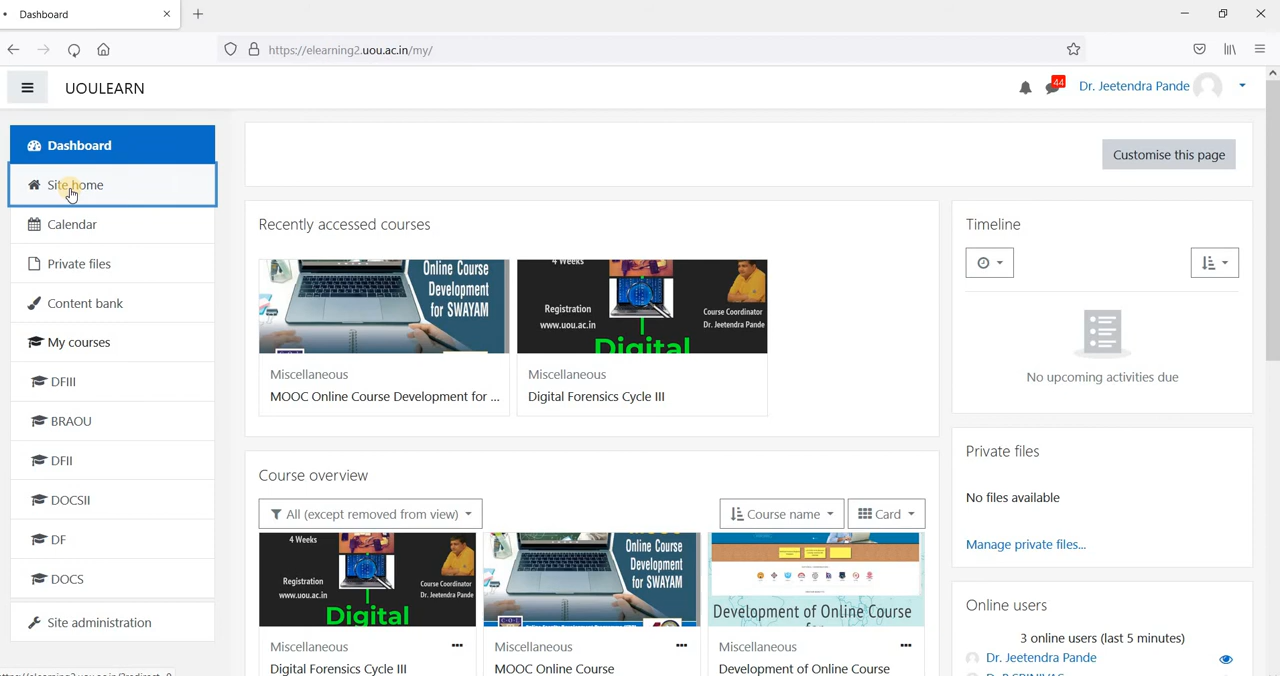 Dashboard
https://elearning2.uou.ac.in/my/
UOULEARN
44
Dr. Jeetendra Pande
Dashboard
Site home
Calendar
Private files
Content bank
My courses
DFIII
BRAOU
DFII
DOCSII
DF
DOCS
Site administration
Customise this page
Recently accessed courses
Online Course
Development
for SWAYAM
Miscellaneous
MOOC Online Course Development for ...
4 Weeks
Registration
www.uou.ac.in
Course Coordinator
Dr. Jeetendra Pande
Digital
Miscellaneous
Digital Forensics Cycle III
Course overview
All (except removed from view)
Course name
Card
4 Weeks
Registration
www.uou.ac.in
Course Coordinator
Dr. Jeetendra Pande
Digital
Miscellaneous
Digital Forensics Cycle III
Online Course
Development
for SWAYAM
Miscellaneous
MOOC Online Course
Development of Online Course
Miscellaneous
Development of Online Course
Timeline
No upcoming activities due
Private files
No files available
Manage private files...
Online users
3 online users (last 5 minutes)
Dr. Jeetendra Pande